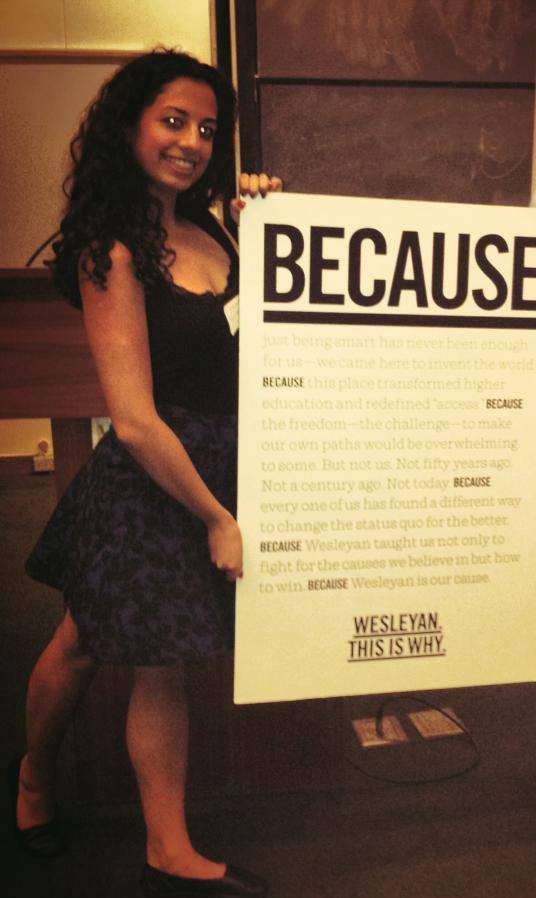 BECAUSE
just being smart has never been enough
for us—we came here to invent the world.
BECAUSE this place transformed higher
education and redefined "access." BECAUSE
the freedom—the challenge—to make
our own paths would be overwhelming
to some. But not us. Not fifty years ago.
Not a century ago. Not today. BECAUSE
every one of us has found a different way
to change the status quo for the better.
BECAUSE Wesleyan taught us not only to
fight for the causes we believe in but how
to win. BECAUSE Wesleyan is our cause.
WESLEYAN.
THIS IS WHY.